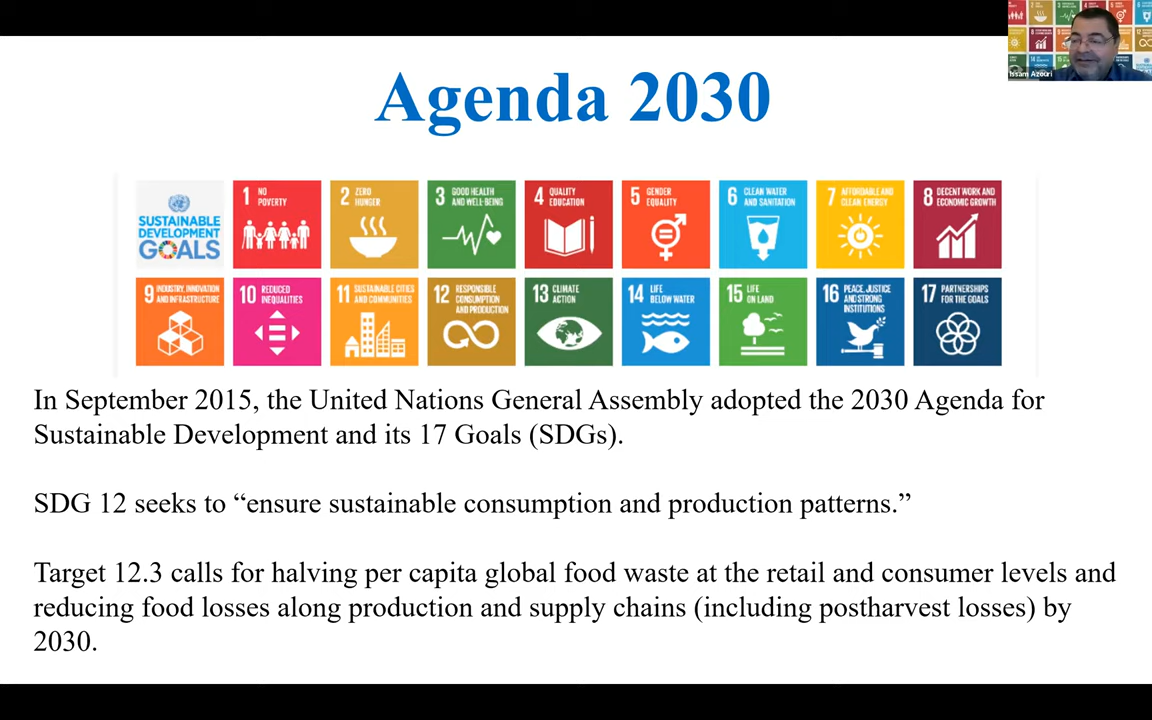 Issam Azouri
Agenda 2030
SUSTAINABLE
DEVELOPMENT
GOALS
1 NO
POVERTY
2 ZERO
HUNGER
3 GOOD HEALTH
AND WELL-BEING
4 QUALITY
EDUCATION
5 GENDER
EQUALITY
6 CLEAN WATER
AND SANITATION
7 AFFORDABLE AND
CLEAN ENERGY
8 DECENT WORK AND
ECONOMIC GROWTH
9 INDUSTRY, INNOVATION
AND INFRASTRUCTURE
10 REDUCED
INEQUALITIES
11 SUSTAINABLE CITIES
AND COMMUNITIES
12 RESPONSIBLE
CONSUMPTION
AND PRODUCTION
13 CLIMATE
ACTION
14 LIFE
BELOW WATER
15 LIFE
ON LAND
16 PEACE, JUSTICE
AND STRONG
INSTITUTIONS
17 PARTNERSHIPS
FOR THE GOALS
In September 2015, the United Nations General Assembly adopted the 2030 Agenda for
Sustainable Development and its 17 Goals (SDGs).
SDG 12 seeks to “ensure sustainable consumption and production patterns.”
Target 12.3 calls for halving per capita global food waste at the retail and consumer levels and
reducing food losses along production and supply chains (including postharvest losses) by
2030.